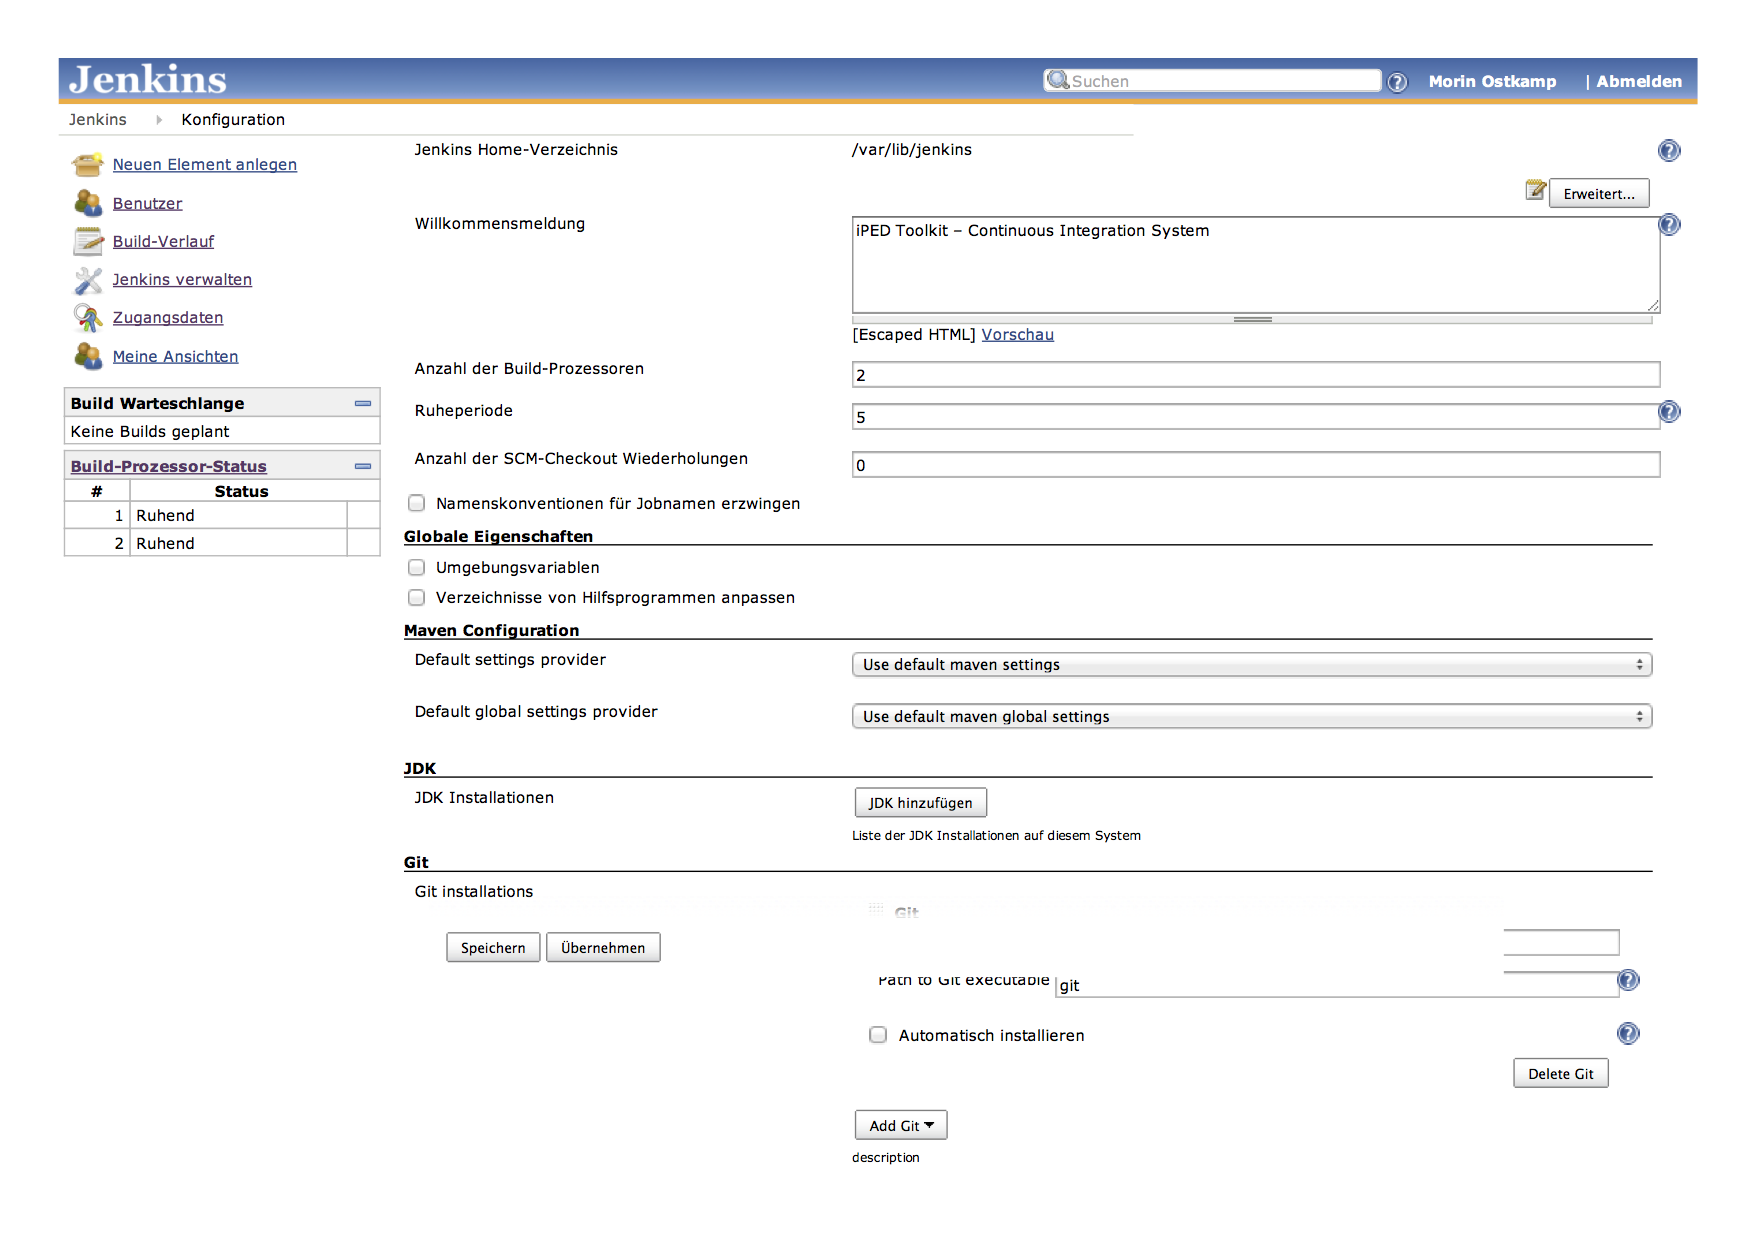 Jenkins
Suchen
Morin Ostkamp
| Abmelden
Jenkins
Konfiguration
Neuen Element anlegen
Benutzer
Build-Verlauf
Jenkins verwalten
Zugangsdaten
Meine Ansichten
Build Warteschlange
Keine Builds geplant
Build-Prozessor-Status
# Status
1 Ruhend
2 Ruhend
Jenkins Home-Verzeichnis /var/lib/jenkins
Erweitert...
Willkommensmeldung iPED Toolkit – Continuous Integration System
[Escaped HTML] Vorschau
Anzahl der Build-Prozessoren 2
Ruheperiode 5
Anzahl der SCM-Checkout Wiederholungen 0
Namenskonventionen für Jobnamen erzwingen
Globale Eigenschaften
Umgebungsvariablen
Verzeichnisse von Hilfsprogrammen anpassen
Maven Configuration
Default settings provider Use default maven settings
Default global settings provider Use default maven global settings
JDK
JDK Installationen JDK hinzufügen
Liste der JDK Installationen auf diesem System
Git
Git installations
Git
Speichern Übernehmen
Path to Git executable git
Automatisch installieren
Delete Git
Add Git
description